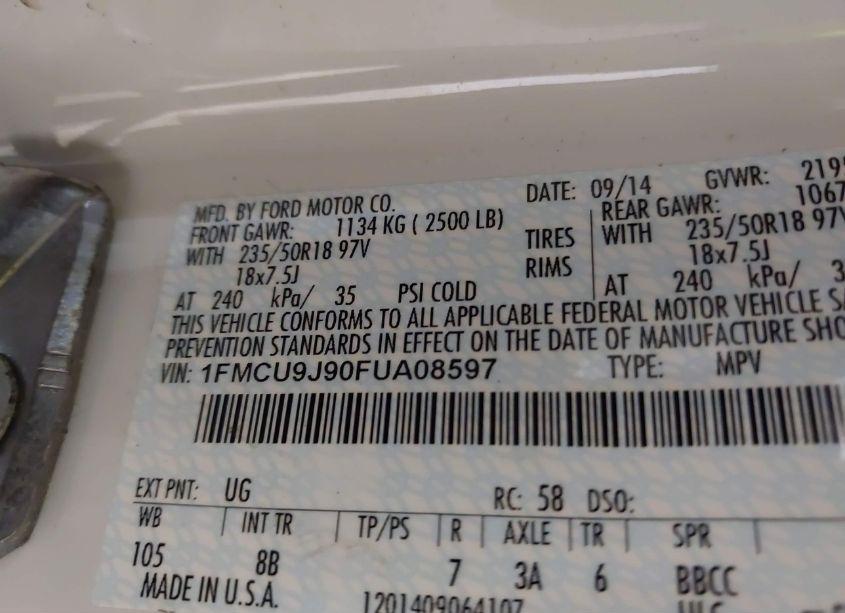 MFD. BY FORD MOTOR CO. DATE: 09/14 GVWR:
FRONT GAWR: 1134 KG ( 2500 LB) REAR GAWR:
WITH 235/50R18 97V TIRES WITH 235/50R18 97V
18x7.5J RIMS 18x7.5J
AT 240 kPa/ 35 PSI COLD AT 240 kPa/
THIS VEHICLE CONFORMS TO ALL APPLICABLE FEDERAL MOTOR VEHICLE
PREVENTION STANDARDS IN EFFECT ON THE DATE OF MANUFACTURE
VIN: 1FMCU9J90FUA08597 TYPE: MPV
EXT PNT: UG RC: 58 DSO:
WB INT TR TP/PS R AXLE TR SPR
105 8B 7 3A 6 BBCC
MADE IN U.S.A. 1201409064107